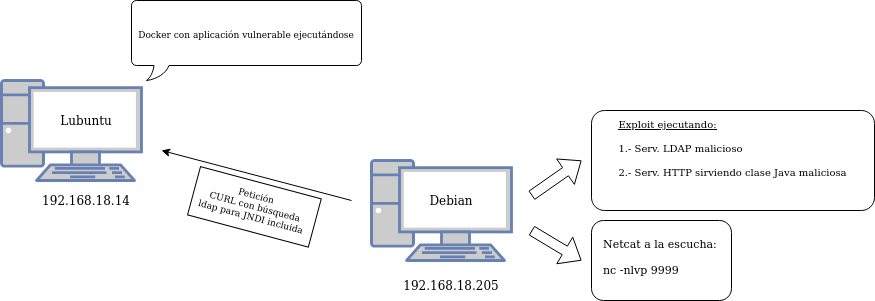 Docker con aplicación vulnerable ejecutándose
Lubuntu
192.168.18.14
Petición
CURL con búsqueda
ldap para JNDI incluida
Debian
192.168.18.205
Exploit ejecutando:
1.- Serv. LDAP malicioso
2.- Serv. HTTP sirviendo clase Java maliciosa
Netcat a la escucha:
nc -nlvp 9999